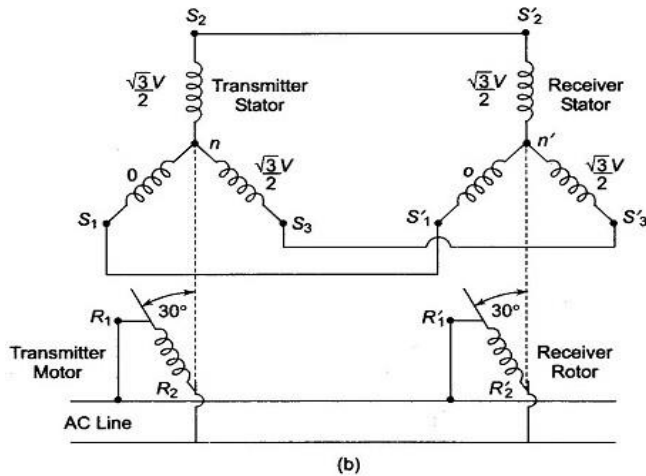 S₂
S'₂
√3/2 V
Transmitter
Stator
√3/2 V
Receiver
Stator
n
n'
0
√3/2 V
o
√3/2 V
S₁
S₃
S'₁
S'₃
30°
30°
R₁
R'₁
Transmitter
Motor
Receiver
Rotor
R₂
R'₂
AC Line
(b)